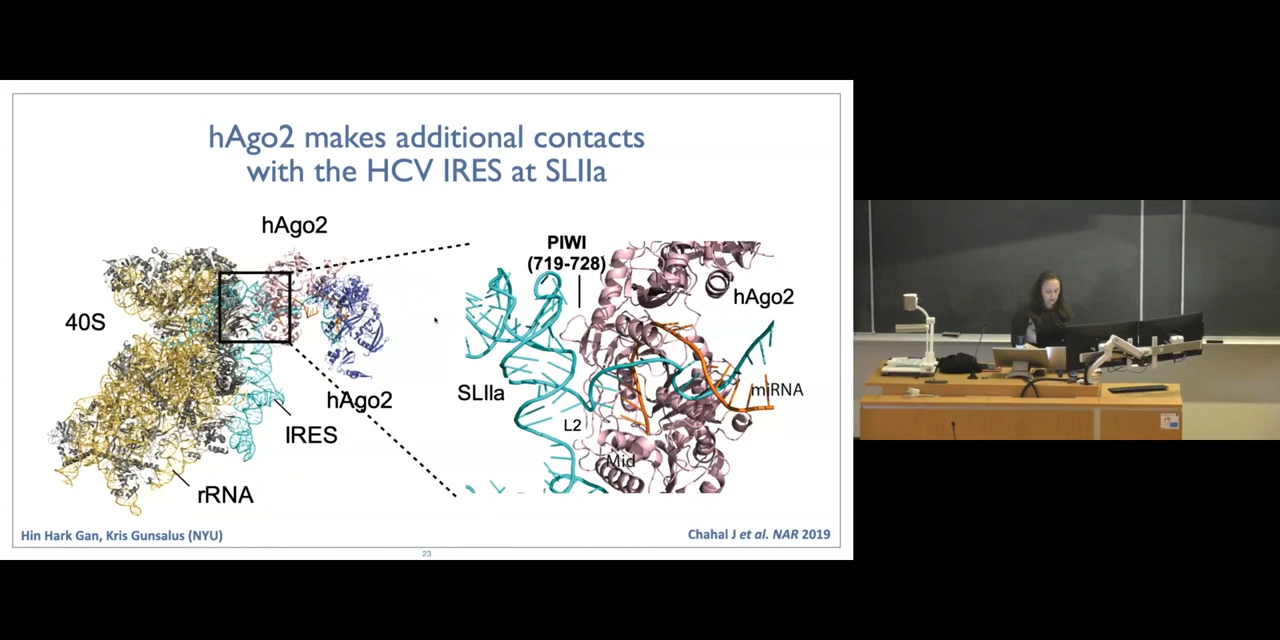 hAgo2 makes additional contacts
with the HCV IRES at SLIIa
hAgo2
40S
hAgo2
IRES
rRNA
PIWI
(719-728)
hAgo2
SLIIa
miRNA
L2
Mid
Hin Hark Gan, Kris Gunsalus (NYU)
Chahal J et al. NAR 2019
23